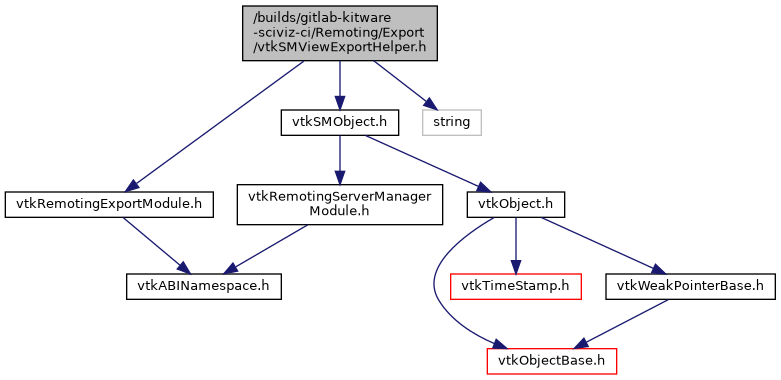 /builds/gitlab-kitware
-sciviz-ci/Remoting/Export
/vtkSMViewExportHelper.h
vtkSMObject.h
string
vtkRemotingExportModule.h
vtkRemotingServerManager
Module.h
vtkObject.h
vtkABINamespace.h
vtkTimeStamp.h
vtkWeakPointerBase.h
vtkObjectBase.h